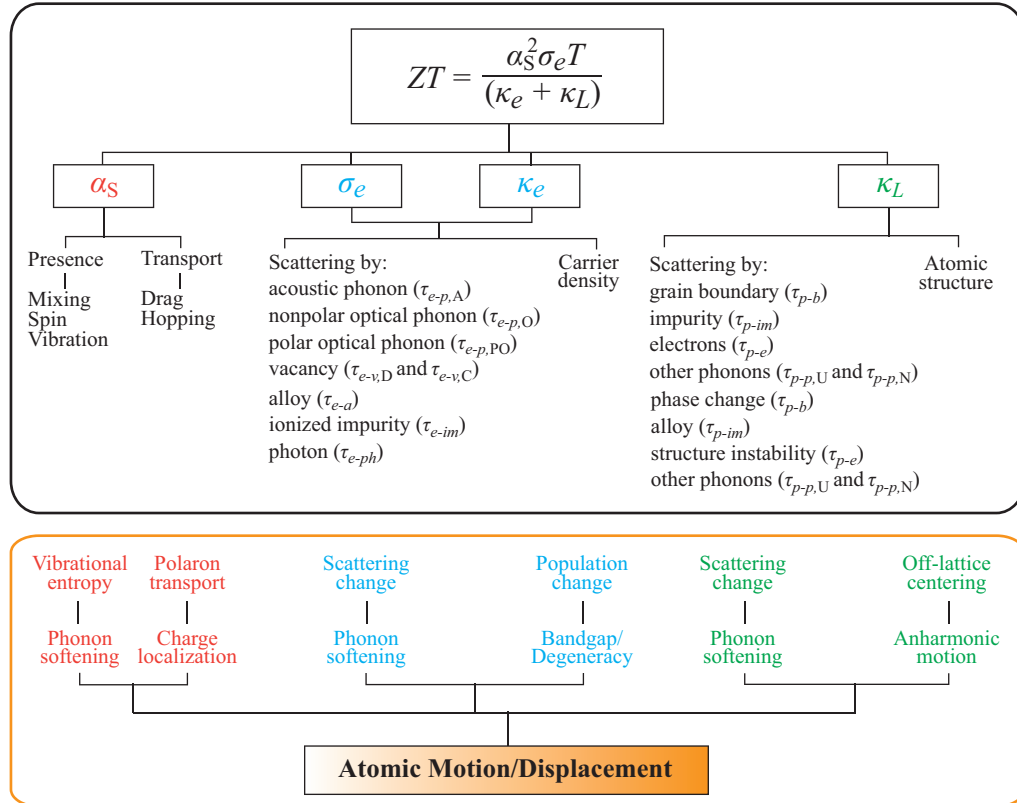 ZT = α_S^2 σ_e T / (κ_e + κ_L)
α_S
σ_e
κ_e
κ_L
Presence
Mixing
Spin
Vibration
Transport
Drag
Hopping
Scattering by:
acoustic phonon (τ_e-p,A)
nonpolar optical phonon (τ_e-p,O)
polar optical phonon (τ_e-p,PO)
vacancy (τ_e-v,D and τ_e-v,C)
alloy (τ_e-a)
ionized impurity (τ_e-im)
photon (τ_e-ph)
Carrier
density
Scattering by:
grain boundary (τ_p-b)
impurity (τ_p-im)
electrons (τ_p-e)
other phonons (τ_p-p,U and τ_p-p,N)
phase change (τ_p-b)
alloy (τ_p-im)
structure instability (τ_p-e)
other phonons (τ_p-p,U and τ_p-p,N)
Atomic
structure
Vibrational
entropy
Phonon
softening
Polaron
transport
Charge
localization
Scattering
change
Phonon
softening
Population
change
Bandgap/
Degeneracy
Scattering
change
Phonon
softening
Off-lattice
centering
Anharmonic
motion
Atomic Motion/Displacement